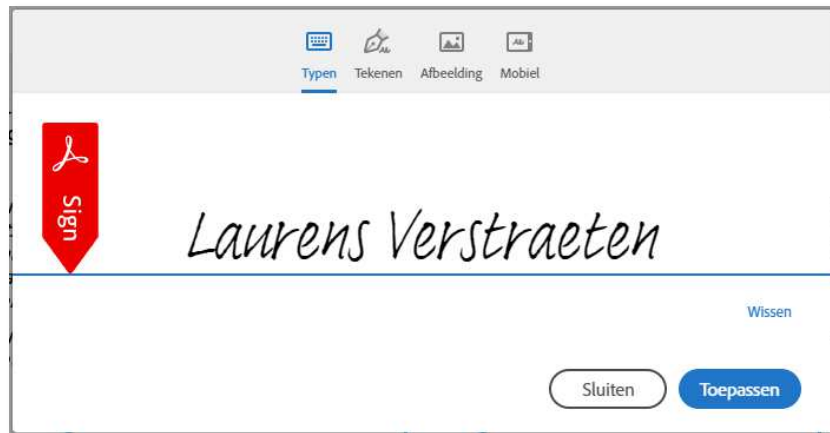 Typen Tekenen Afbeelding Mobiel
Sign
Laurens Verstraeten
Wissen
Sluiten Toepassen